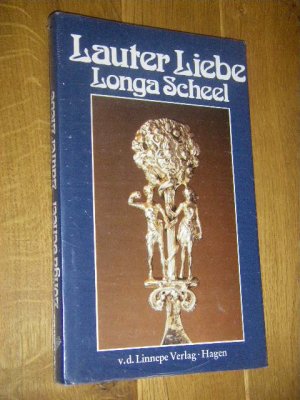 Lauter Liebe
Longa Scheel
v.d. Linnepe Verlag · Hagen